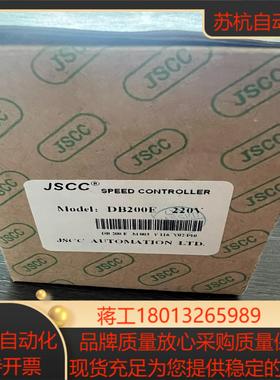 苏杭自动
JSCC
JSCC
JSCC
JSCC® SPEED CONTROLLER
Model: DB200E 220V
JSCC AUTOMATION LTD.
蒋工18013265989
自动化
品牌质量放心采购质量保
开票
现货充足为您提供稳定的